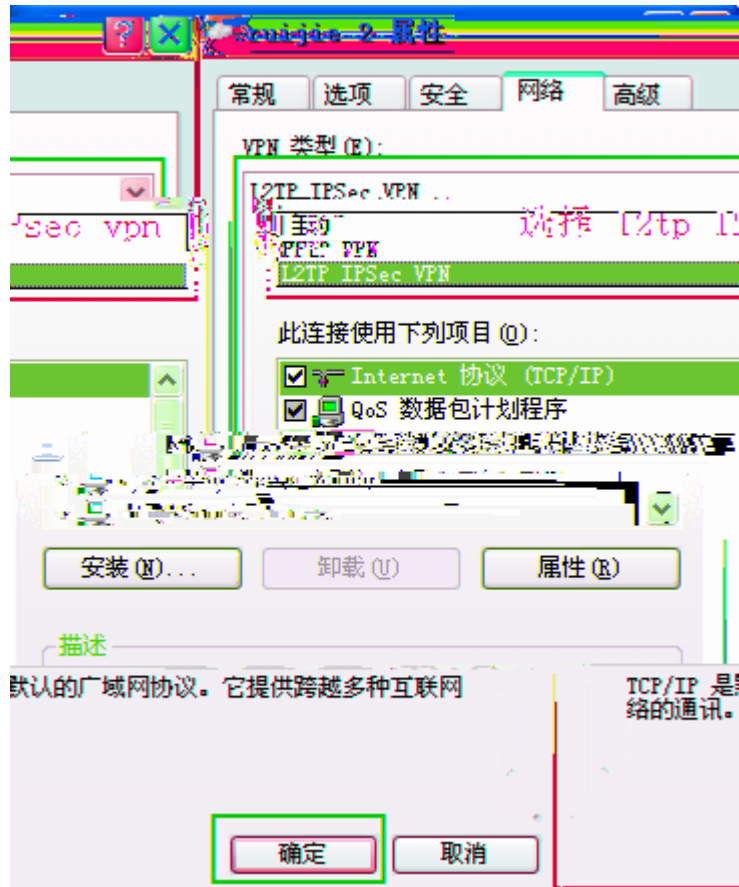 ruijie 2 属性
常规 选项 安全 网络 高级
VPN 类型(E):
L2TP IPSec VPN
sec vpn
自动
选择 l2tp
PPTP VPN
L2TP IPSec VPN
此连接使用下列项目(O):
Internet 协议 (TCP/IP)
QoS 数据包计划程序
安装(N)... 卸载(U) 属性(R)
描述
默认的广域网协议。它提供跨越多种互联网
TCP/IP 是
络的通讯。
确定 取消